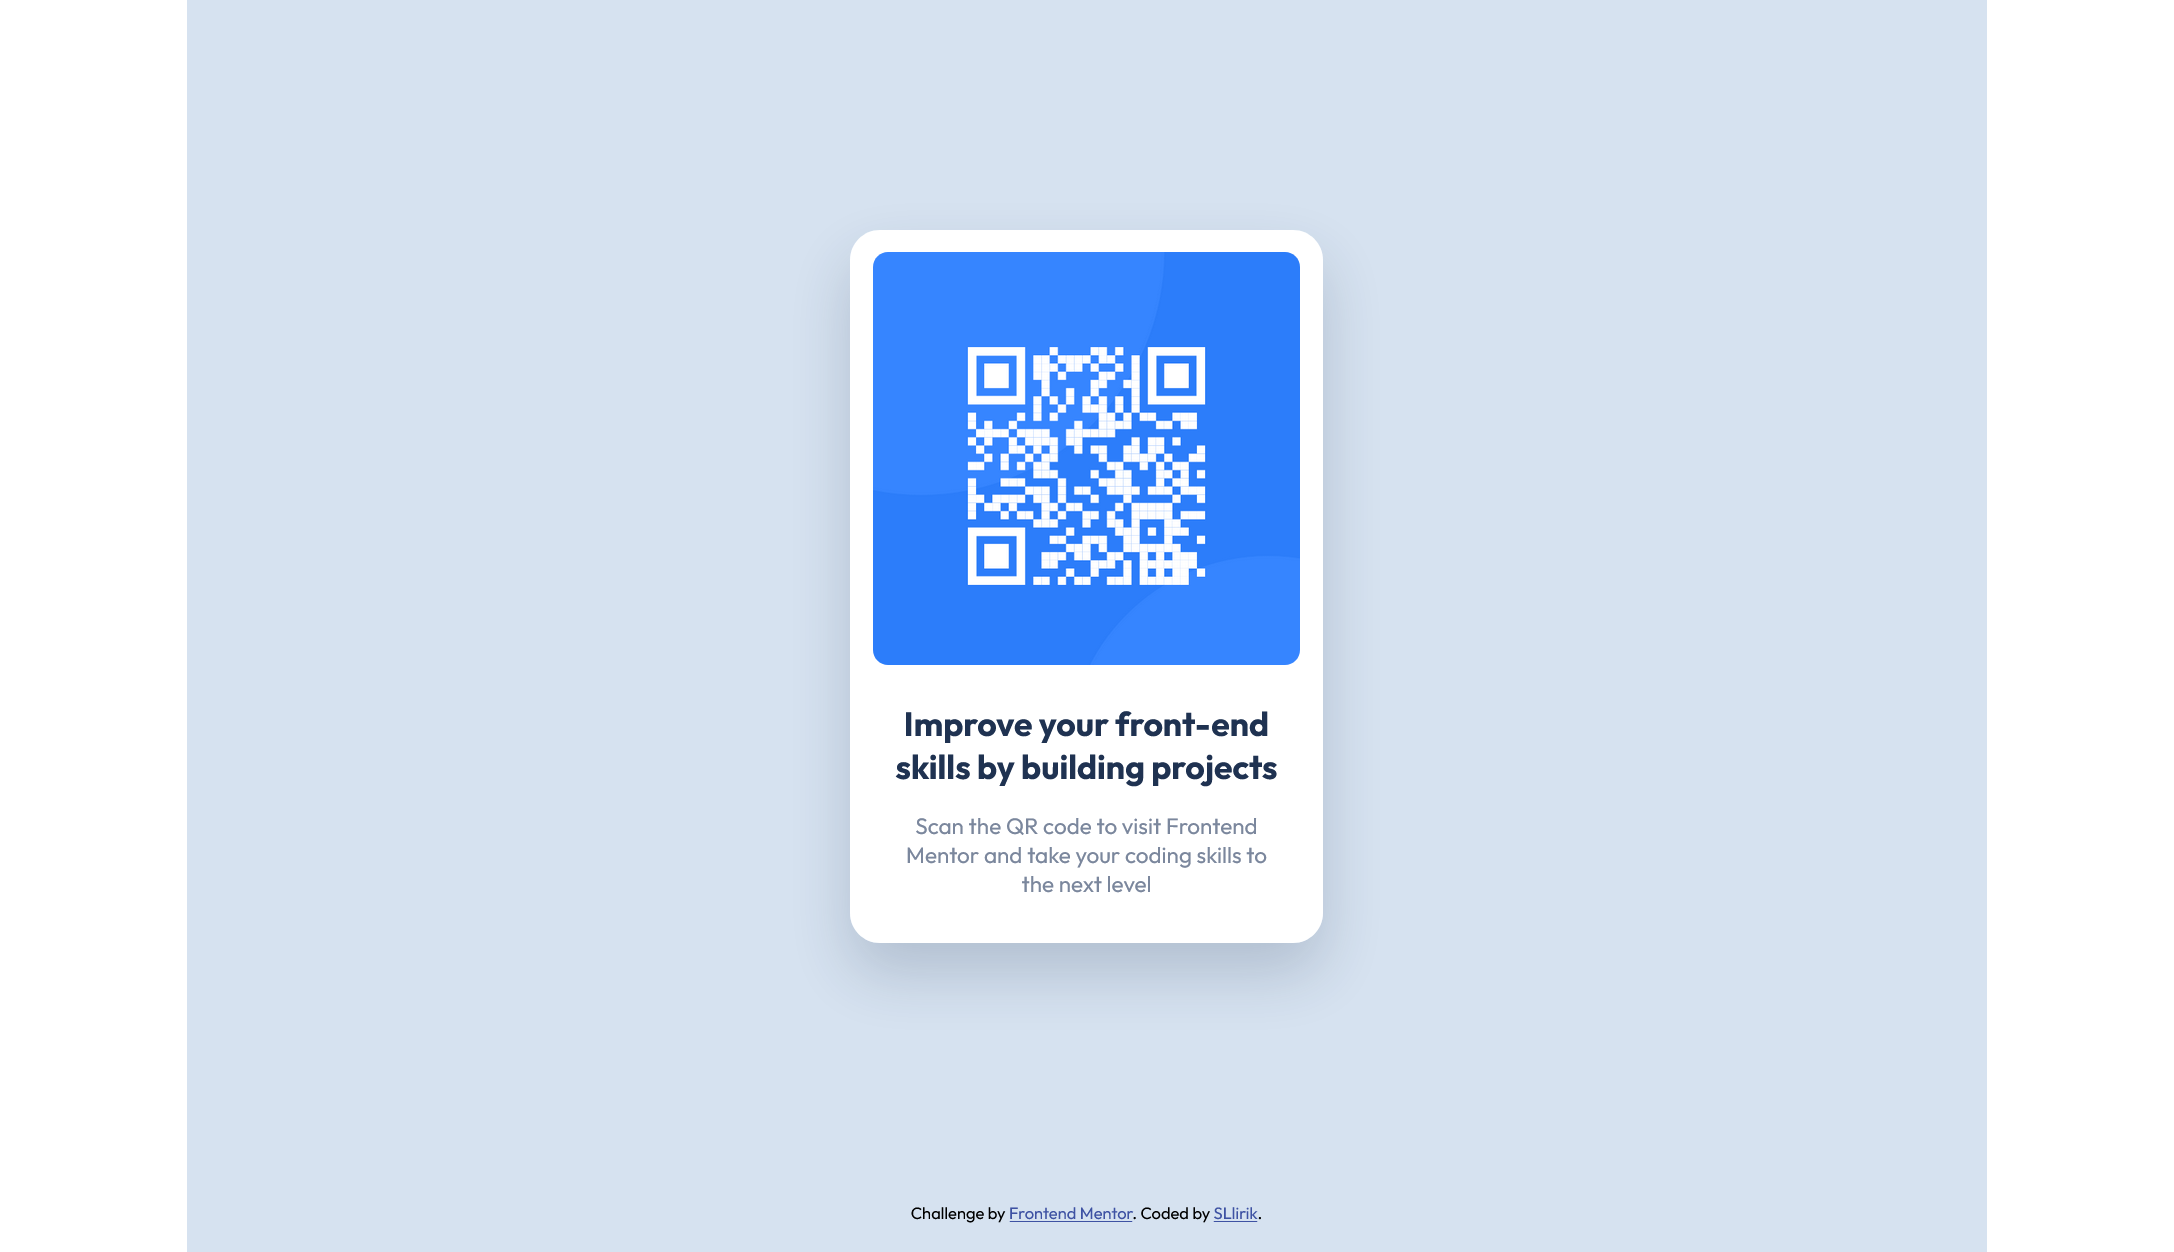 Improve your front-end
skills by building projects
Scan the QR code to visit Frontend
Mentor and take your coding skills to
the next level
Challenge by Frontend Mentor. Coded by SLlirik.